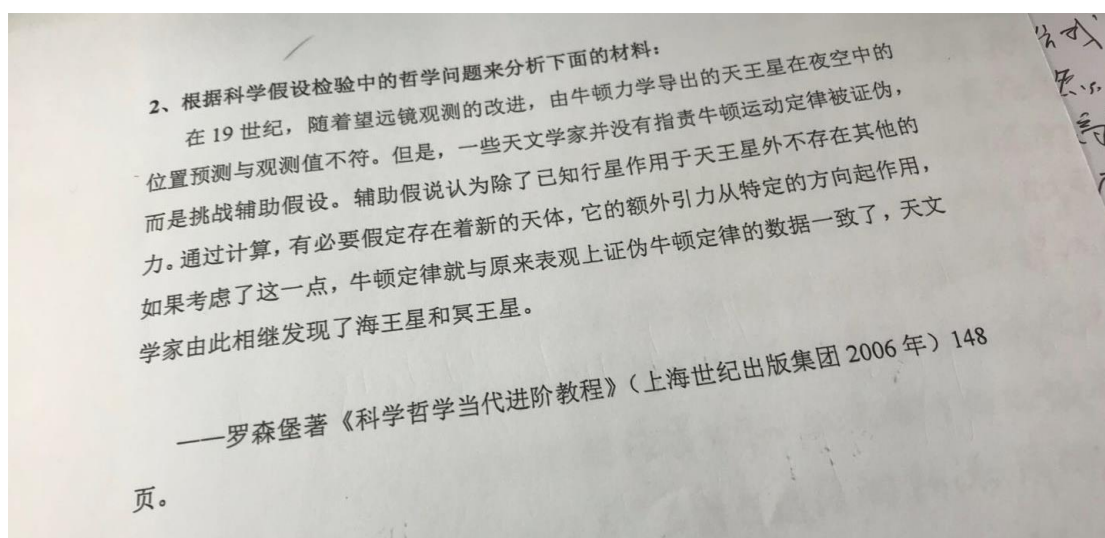 2、根据科学假设检验中的哲学问题来分析下面的材料：
在 19 世纪，随着望远镜观测的改进，由牛顿力学导出的天王星在夜空中的
位置预测与观测值不符。但是，一些天文学家并没有指责牛顿运动定律被证伪，
而是挑战辅助假设。辅助假说认为除了已知行星作用于天王星外不存在其他的
力。通过计算，有必要假定存在着新的天体，它的额外引力从特定的方向起作用，
如果考虑了这一点，牛顿定律就与原来表观上证伪牛顿定律的数据一致了，天文
学家由此相继发现了海王星和冥王星。
——罗森堡著《科学哲学当代进阶教程》（上海世纪出版集团 2006 年）148
页。